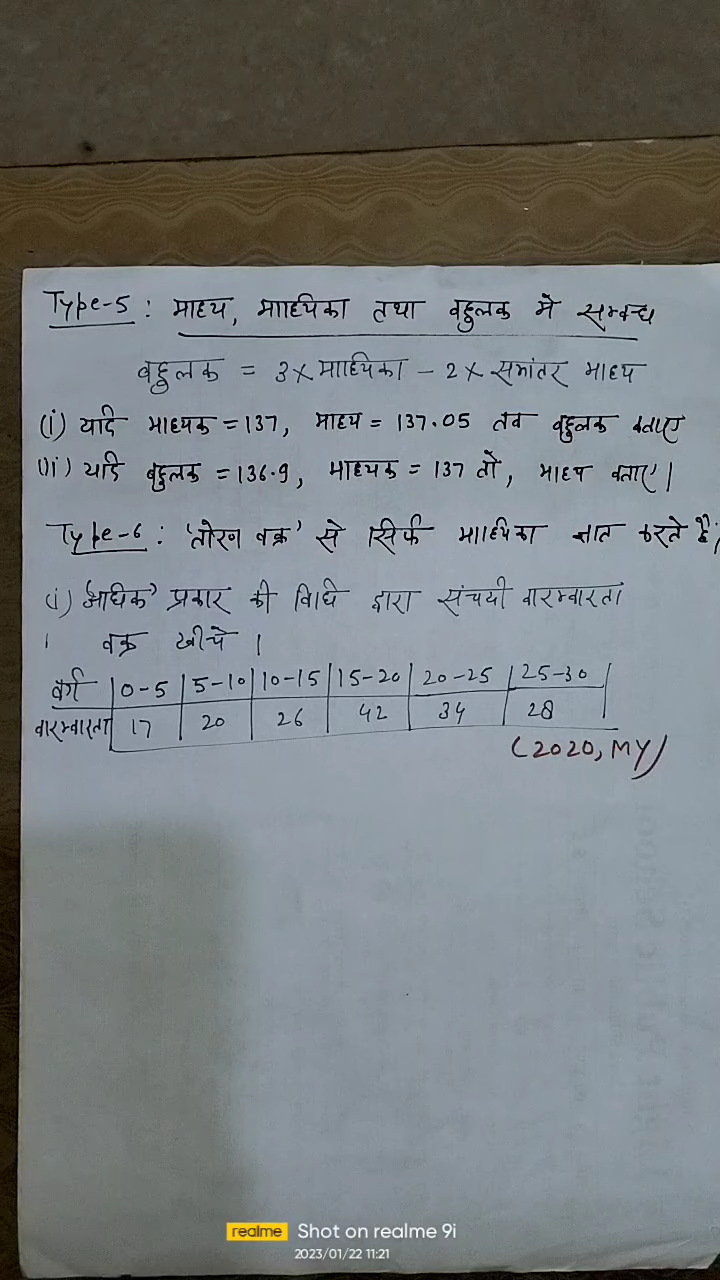 Type-5 : माध्य, माध्यिका तथा बहुलक मे सम्बन्ध
बहुलक = 3 x माध्यिका - 2 x समांतर माध्य
(i) यदि माध्यक = 137, माध्य = 137.05 तब बहुलक बताए
(ii) यदि बहुलक = 136.9, माध्यक = 137 तो, माध्य बताए।
Type-6 : 'तोरण वक्र' से सिर्फ माध्यिका ज्ञात करते है;
(i) 'अधिक' प्रकार की विधि द्वारा संचयी बारम्बारता
वक्र खीचे।
वर्ग 0-5 5-10 10-15 15-20 20-25 25-30
बारम्बारता 17 20 26 42 34 28
(2020, MY)
realme Shot on realme 9i
2023/01/22 11:21